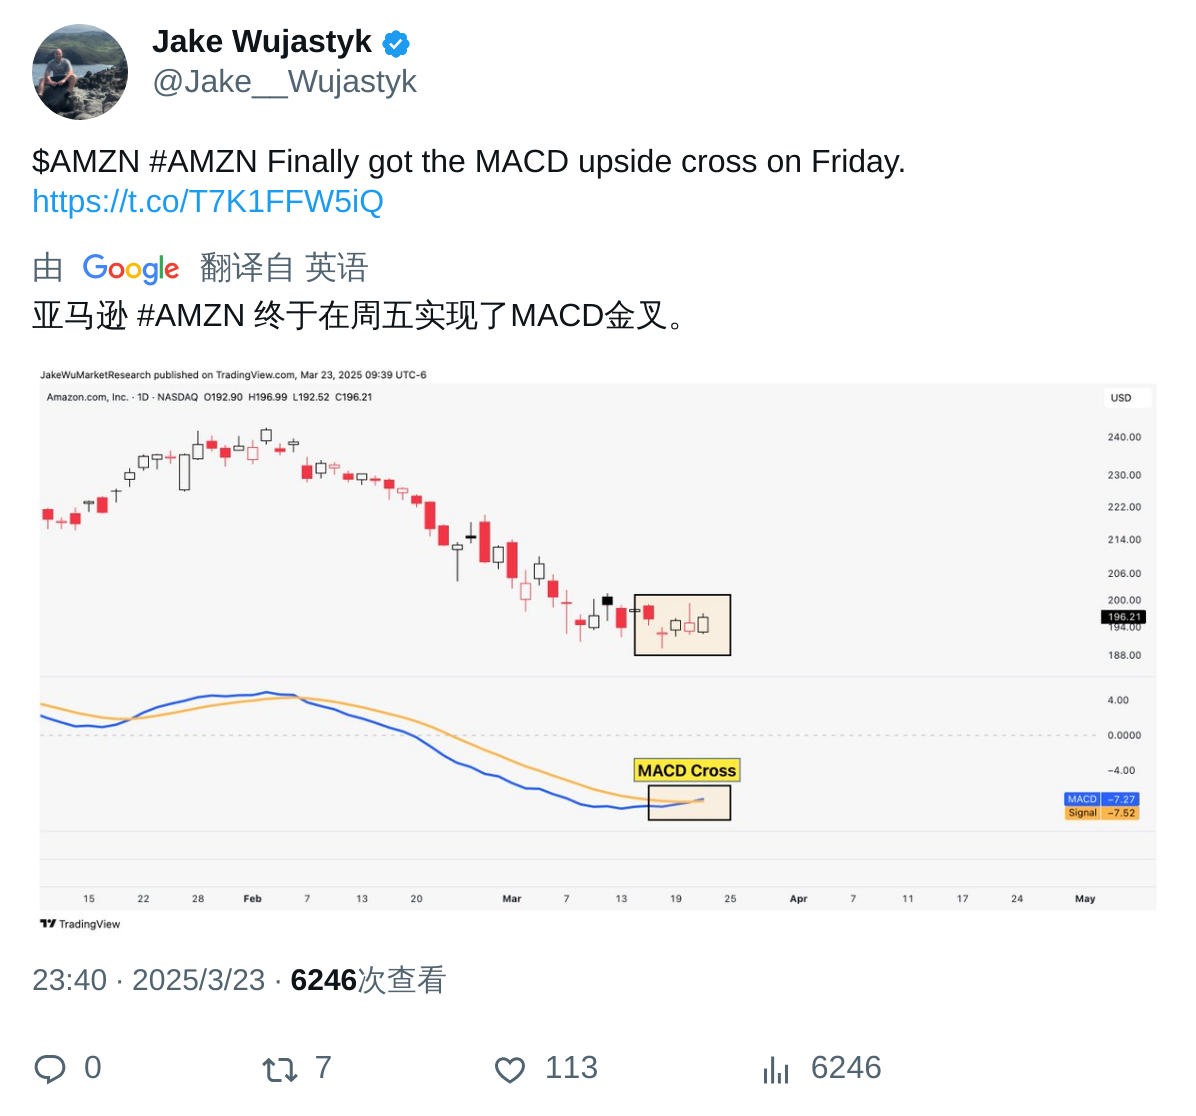 Jake Wujastyk
@Jake__Wujastyk
$AMZN #AMZN Finally got the MACD upside cross on Friday.
https://t.co/T7K1FFW5iQ
由 Google 翻译自 英语
亚马逊 #AMZN 终于在周五实现了MACD金叉。
JakeWuMarketResearch published on TradingView.com, Mar 23, 2025 09:39 UTC-6
Amazon.com, Inc. · 1D · NASDAQ O192.90 H196.99 L192.52 C196.21
USD
240.00
230.00
222.00
214.00
206.00
200.00
196.21
194.00
188.00
4.00
0.0000
−4.00
MACD Cross
MACD −7.27
Signal −7.52
15 22 28 Feb 7 13 20 Mar 7 13 19 25 Apr 7 11 17 24 May
TradingView
23:40 · 2025/3/23 · 6246次查看
0 7 113 6246